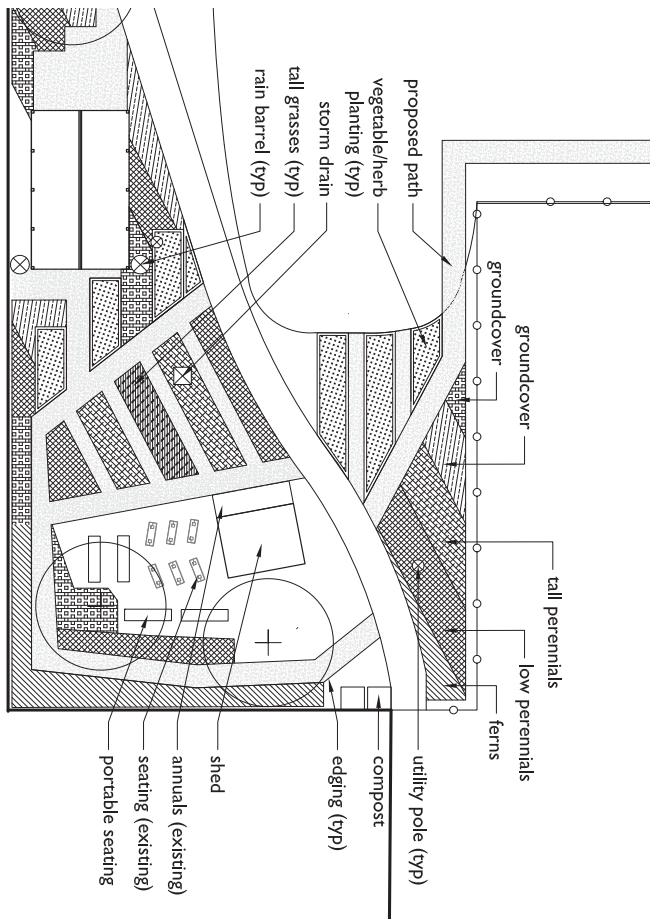 proposed path
vegetable/herb
planting (typ)
storm drain
tall grasses (typ)
rain barrel (typ)
groundcover
groundcover
tall perennials
low perennials
ferns
utility pole (typ)
compost
edging (typ)
shed
annuals (existing)
seating (existing)
portable seating